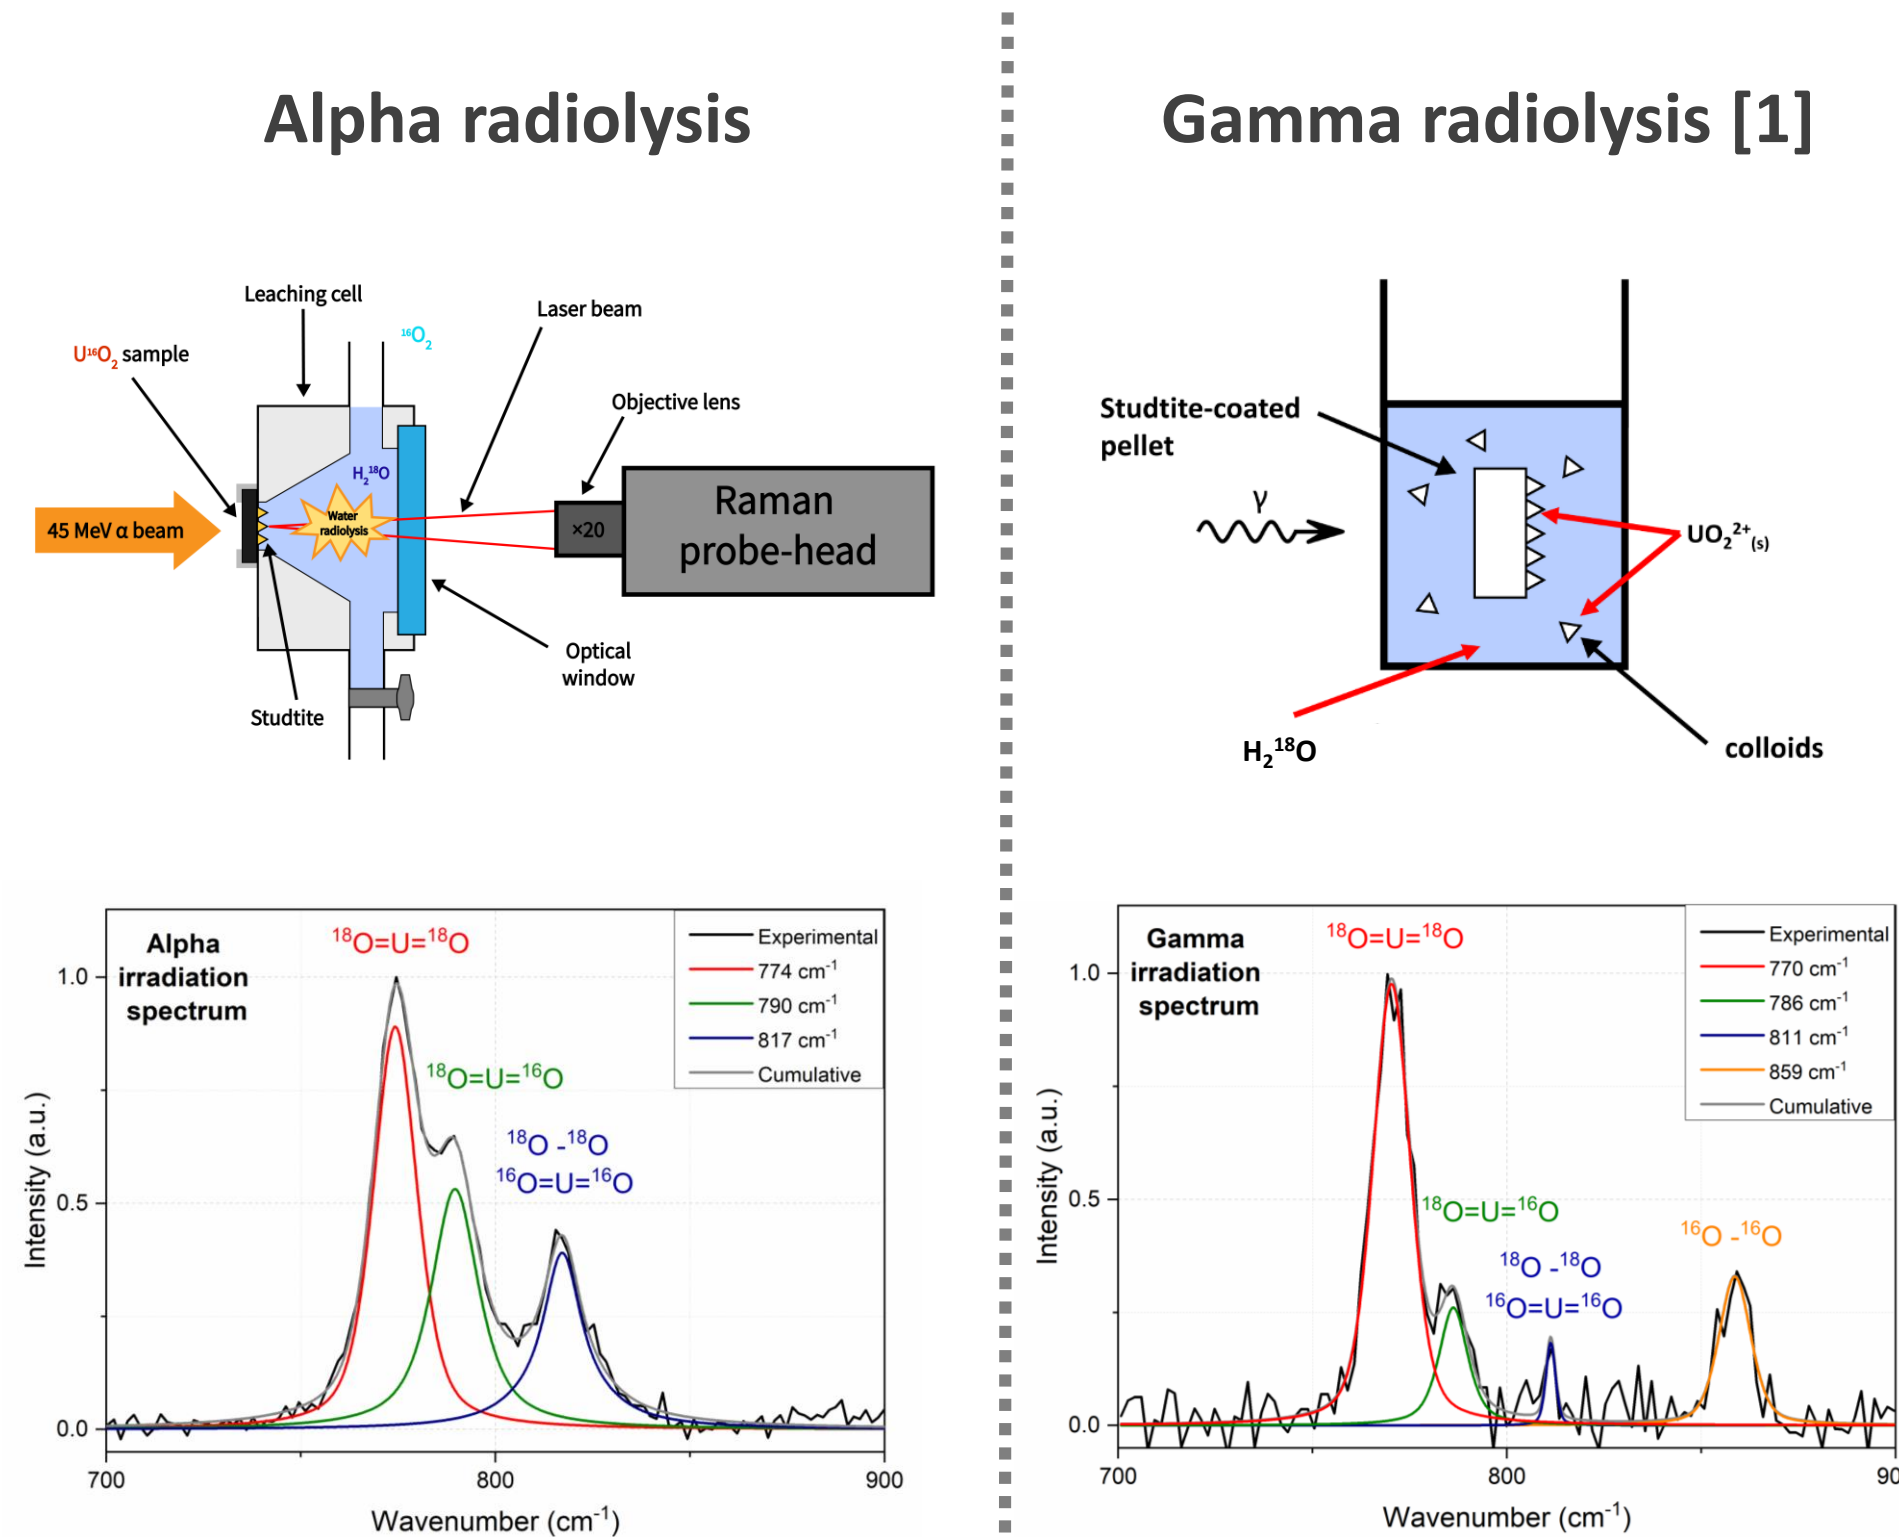 Alpha radiolysis
Leaching cell
Laser beam
¹⁶O₂
U¹⁶O₂ sample
Objective lens
H₂¹⁸O
Water
radiolysis
45 MeV α beam
×20
Raman
probe-head
Optical
window
Studtite
Alpha
irradiation
spectrum
¹⁸O=U=¹⁸O
¹⁸O=U=¹⁶O
¹⁸O -¹⁸O
¹⁶O=U=¹⁶O
Experimental
774 cm⁻¹
790 cm⁻¹
817 cm⁻¹
Cumulative
Intensity (a.u.)
1.0
0.5
0.0
700
800
900
Wavenumber (cm⁻¹)
Gamma radiolysis [1]
Studtite-coated
pellet
γ
UO₂²⁺₍ₛ₎
H₂¹⁸O
colloids
Gamma
irradiation
spectrum
¹⁸O=U=¹⁸O
¹⁸O=U=¹⁶O
¹⁸O -¹⁸O
¹⁶O=U=¹⁶O
¹⁶O -¹⁶O
Experimental
770 cm⁻¹
786 cm⁻¹
811 cm⁻¹
859 cm⁻¹
Cumulative
Intensity (a.u.)
1.0
0.5
0.0
700
800
90
Wavenumber (cm⁻¹)